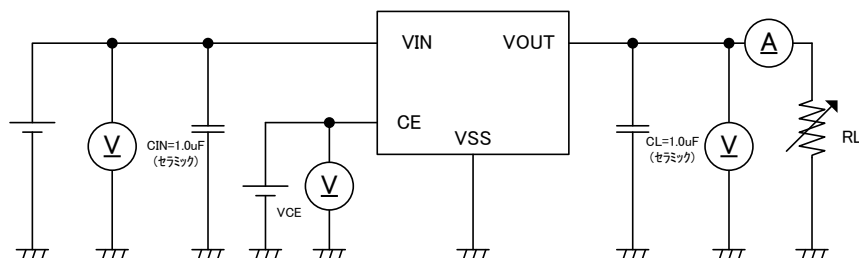 VIN
VOUT
A
V
CIN=1.0uF
(セラミック)
CE
VSS
V
VCE
CL=1.0uF
(セラミック)
V
RL